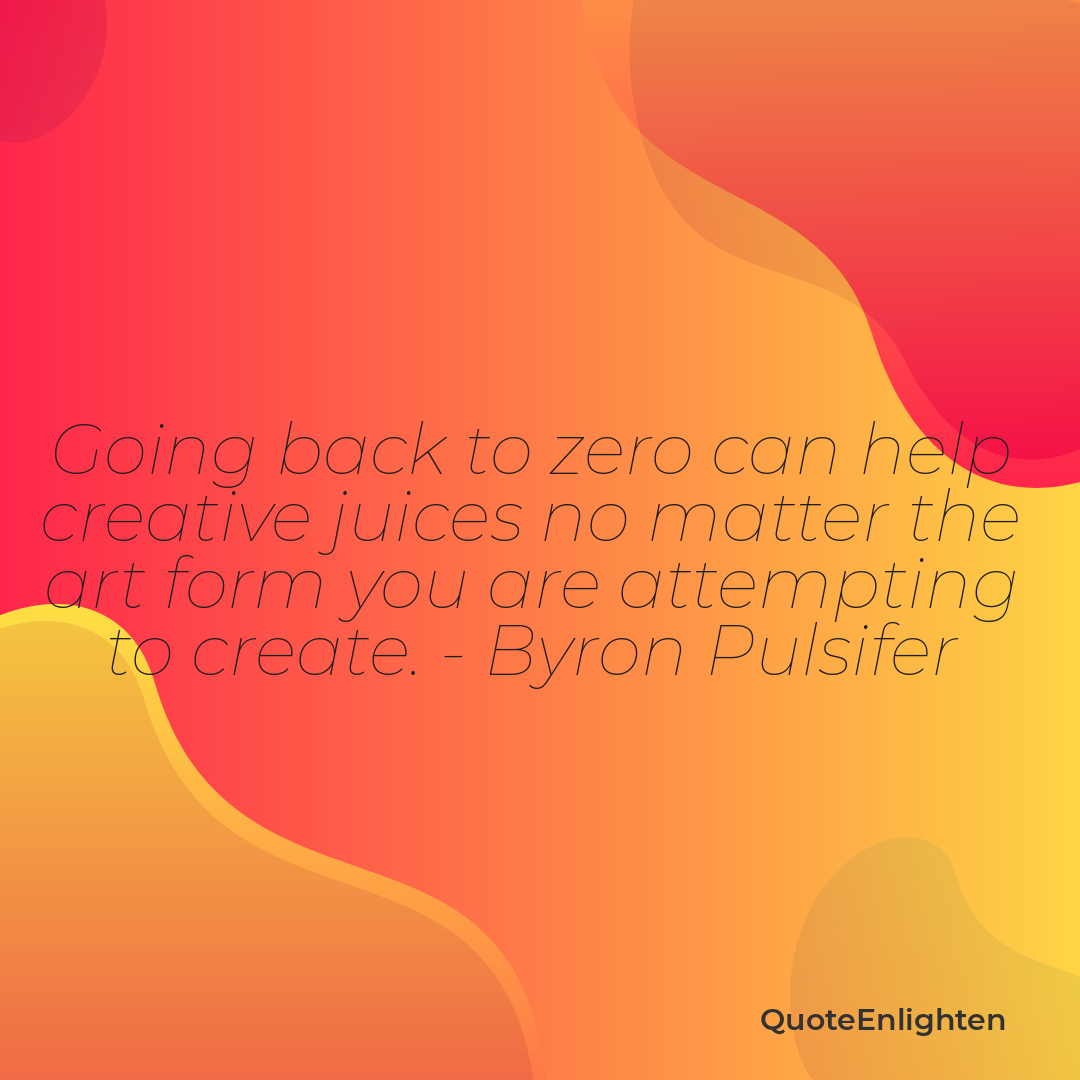 Going back to zero can help
creative juices no matter the
art form you are attempting
to create. - Byron Pulsifer
QuoteEnlighten